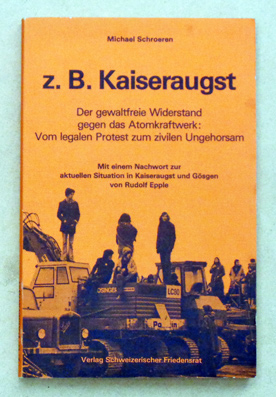 Michael Schroeren
z. B. Kaiseraugst
Der gewaltfreie Widerstand
gegen das Atomkraftwerk:
Vom legalen Protest zum zivilen Ungehorsam
Mit einem Nachwort zur
aktuellen Situation in Kaiseraugst und Gösgen
von Rudolf Epple
Verlag Schweizerischer Friedensrat